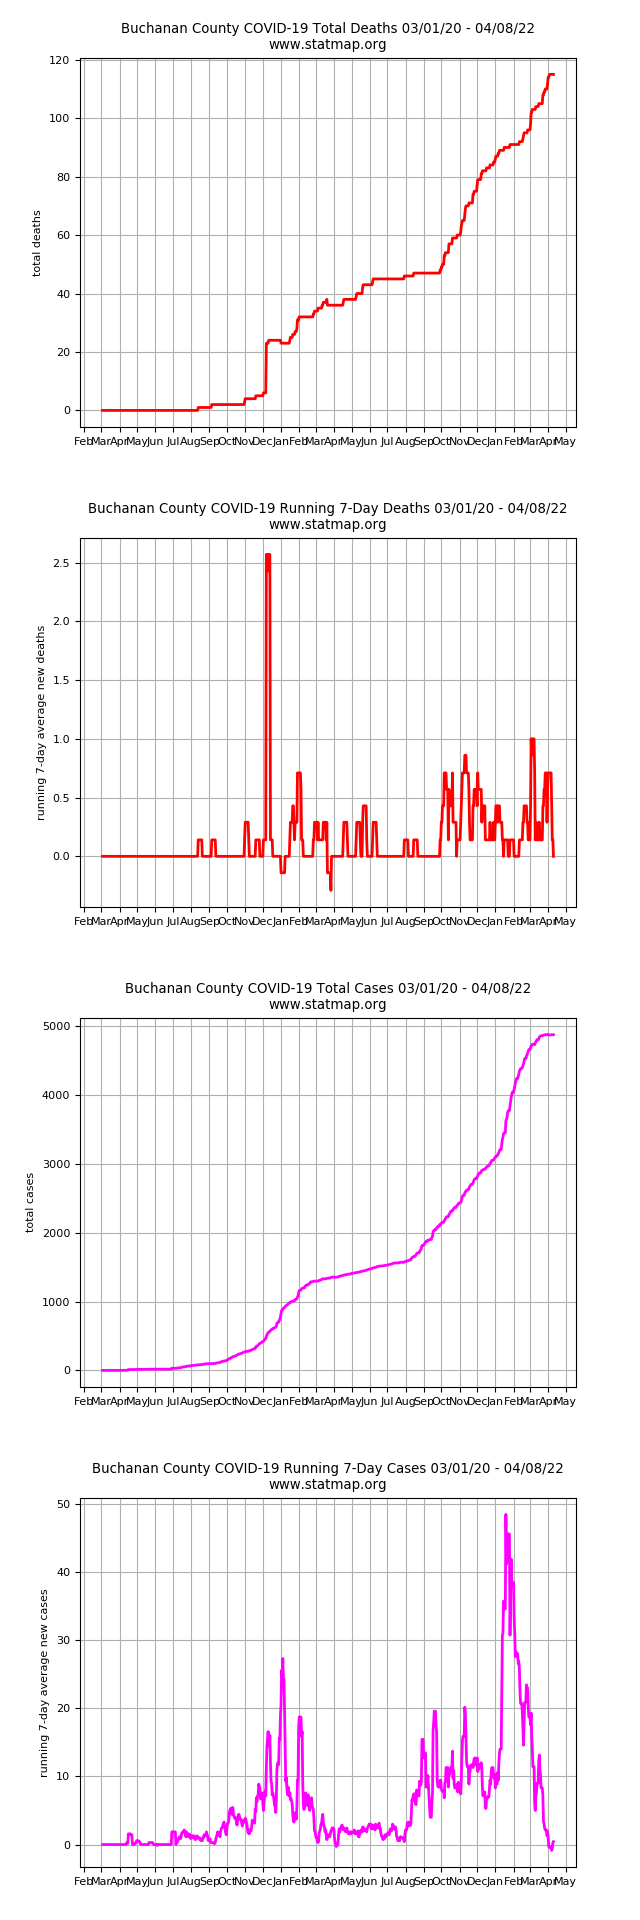 Buchanan County COVID-19 Total Deaths 03/01/20 - 04/08/22
www.statmap.org
120
100
80
60
40
20
0
total deaths
Feb Mar Apr May Jun Jul Aug Sep Oct Nov Dec Jan Feb Mar Apr May Jun Jul Aug Sep Oct Nov Dec Jan Feb Mar Apr May
Buchanan County COVID-19 Running 7-Day Deaths 03/01/20 - 04/08/22
www.statmap.org
2.5
2.0
1.5
1.0
0.5
0.0
running 7-day average new deaths
Feb Mar Apr May Jun Jul Aug Sep Oct Nov Dec Jan Feb Mar Apr May Jun Jul Aug Sep Oct Nov Dec Jan Feb Mar Apr May
Buchanan County COVID-19 Total Cases 03/01/20 - 04/08/22
www.statmap.org
5000
4000
3000
2000
1000
0
total cases
Feb Mar Apr May Jun Jul Aug Sep Oct Nov Dec Jan Feb Mar Apr May Jun Jul Aug Sep Oct Nov Dec Jan Feb Mar Apr May
Buchanan County COVID-19 Running 7-Day Cases 03/01/20 - 04/08/22
www.statmap.org
50
40
30
20
10
0
running 7-day average new cases
Feb Mar Apr May Jun Jul Aug Sep Oct Nov Dec Jan Feb Mar Apr May Jun Jul Aug Sep Oct Nov Dec Jan Feb Mar Apr May